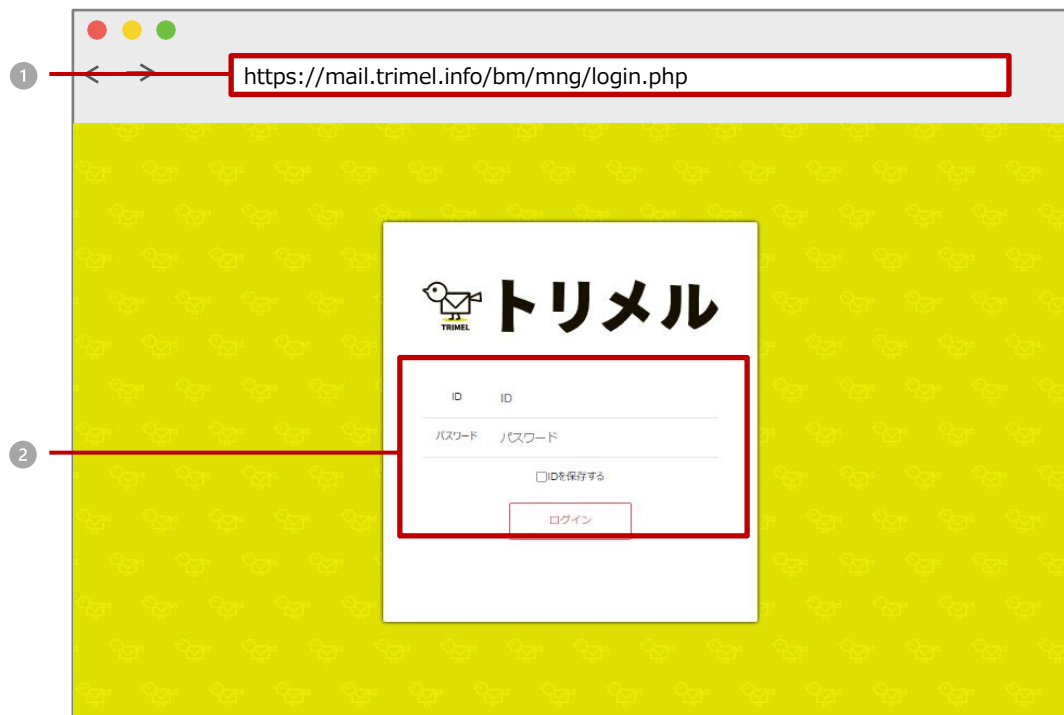 1
https://mail.trimel.info/bm/mng/login.php
TRIMEL
トリメル
ID ID
パスワード パスワード
2
IDを保存する
ログイン